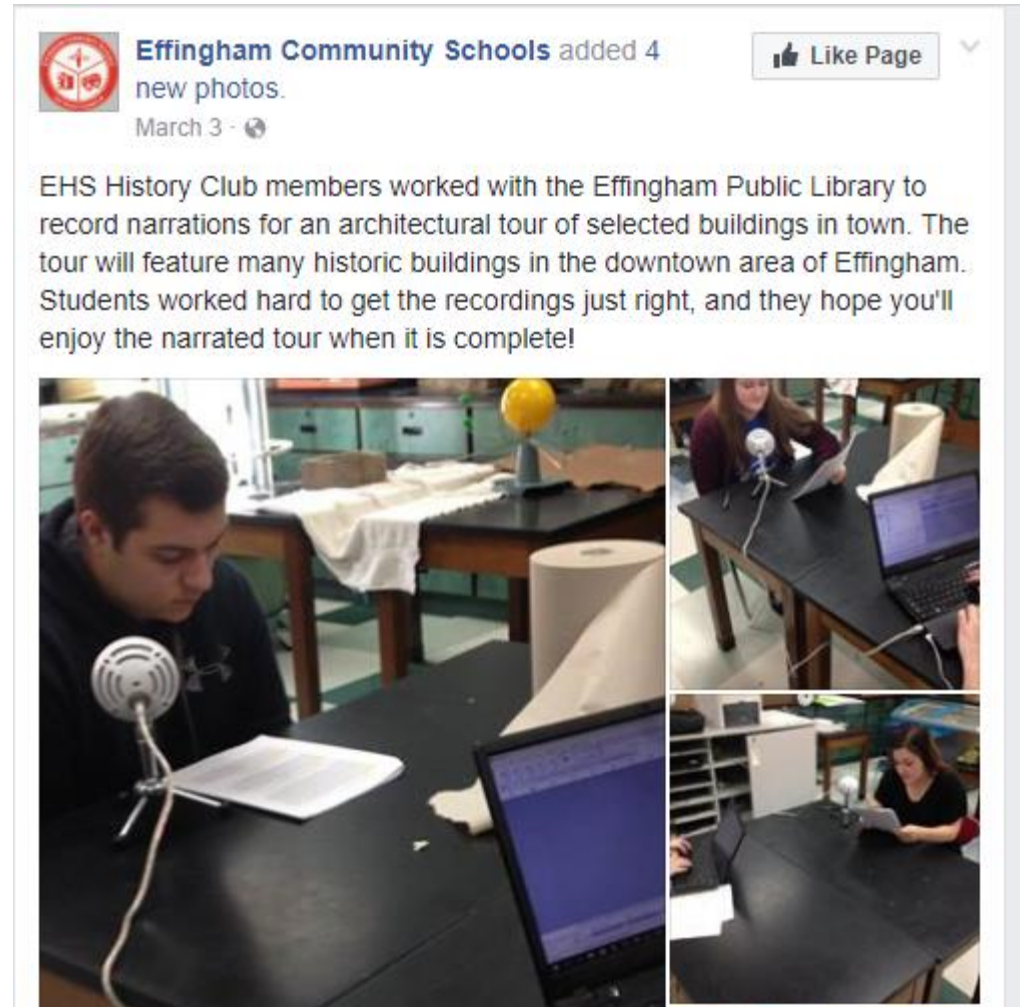 Effingham Community Schools added 4
new photos.
Like Page
March 3 ·
EHS History Club members worked with the Effingham Public Library to
record narrations for an architectural tour of selected buildings in town. The
tour will feature many historic buildings in the downtown area of Effingham.
Students worked hard to get the recordings just right, and they hope you'll
enjoy the narrated tour when it is complete!